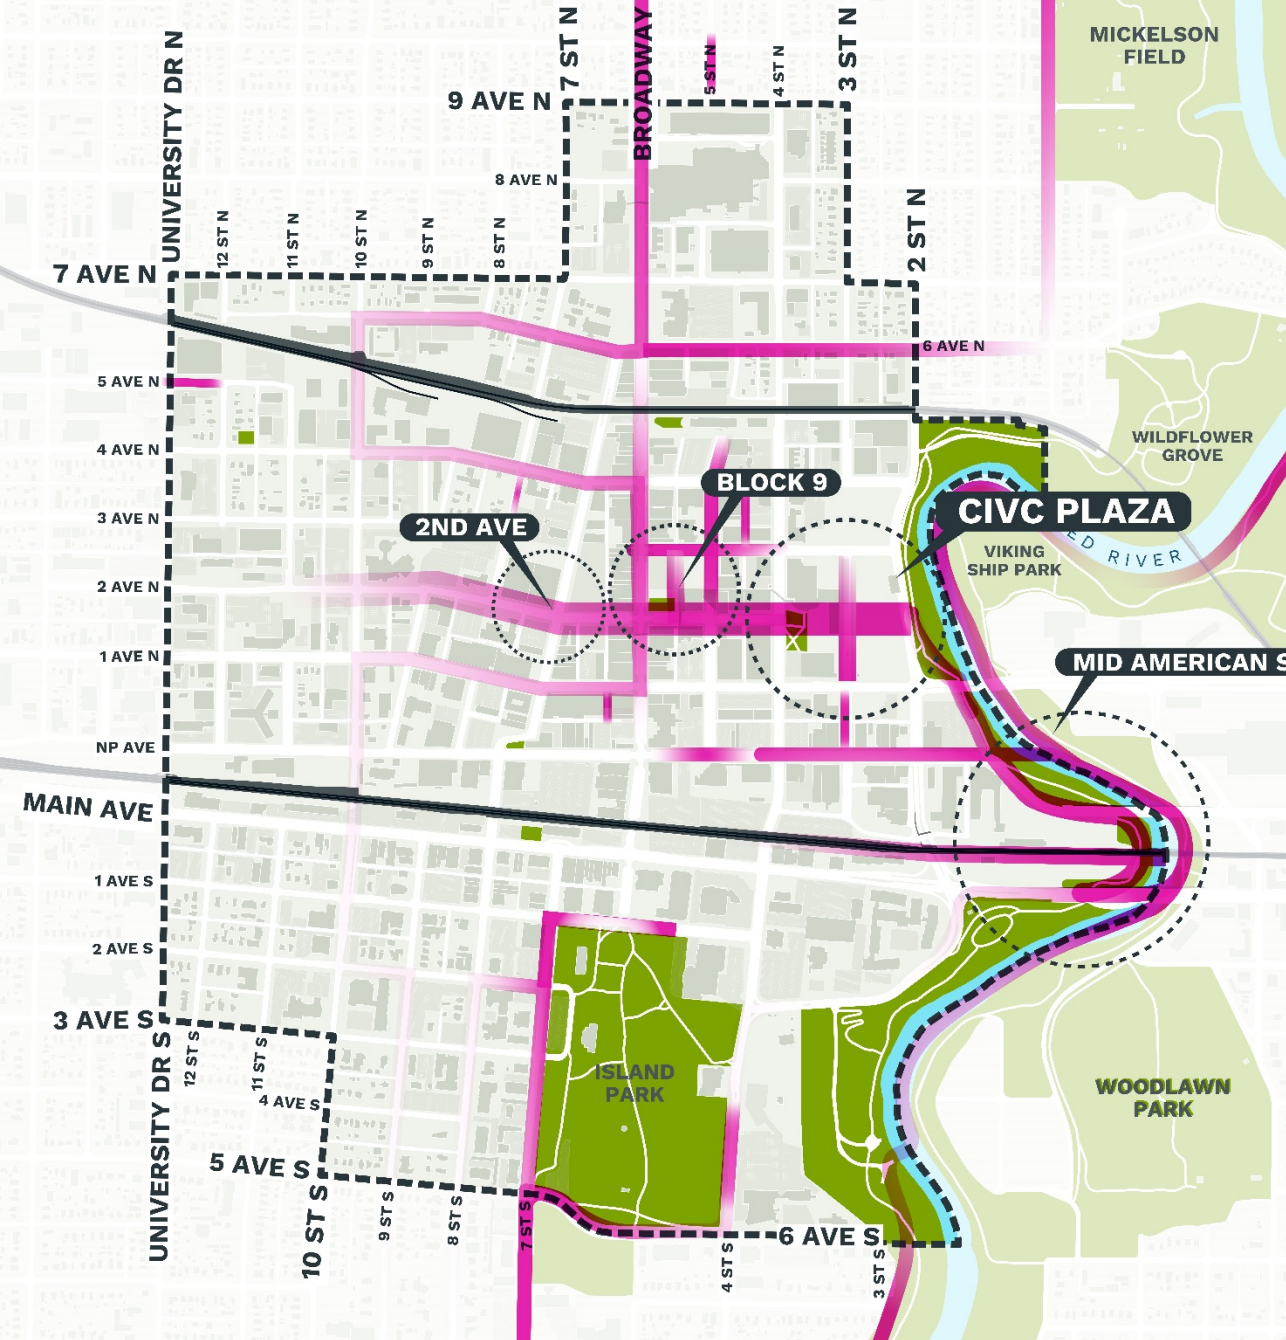 MICKELSON
FIELD
7 ST N
BROADWAY
5 ST N
4 ST N
3 ST N
UNIVERSITY DR N
9 AVE N
8 AVE N
12 ST N
11 ST N
10 ST N
9 ST N
8 ST N
2 ST N
7 AVE N
6 AVE N
5 AVE N
4 AVE N
WILDFLOWER
GROVE
BLOCK 9
CIVC PLAZA
3 AVE N
2ND AVE
ED RIVER
VIKING
SHIP PARK
2 AVE N
1 AVE N
MID AMERICAN S
NP AVE
MAIN AVE
1 AVE S
2 AVE S
3 AVE S
12 ST S
11 ST S
4 AVE S
ISLAND
PARK
WOODLAWN
PARK
UNIVERSITY DR S
5 AVE S
10 ST S
9 ST S
8 ST S
7 ST S
6 AVE S
4 ST S
3 ST S